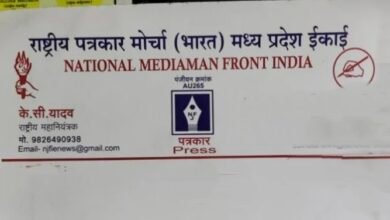 राष्ट्रीय पत्रकार मोर्चा (भारत) मध्य प्रदेश ईकाई
NATIONAL MEDIAMAN FRONT INDIA
पंजीयन क्रमांक
AU265
NJF
के.सी.यादव
राष्ट्रीय महानियंत्रक
मो. 9826490938
Email- njfienews@gmail.com
पत्रकार
Press